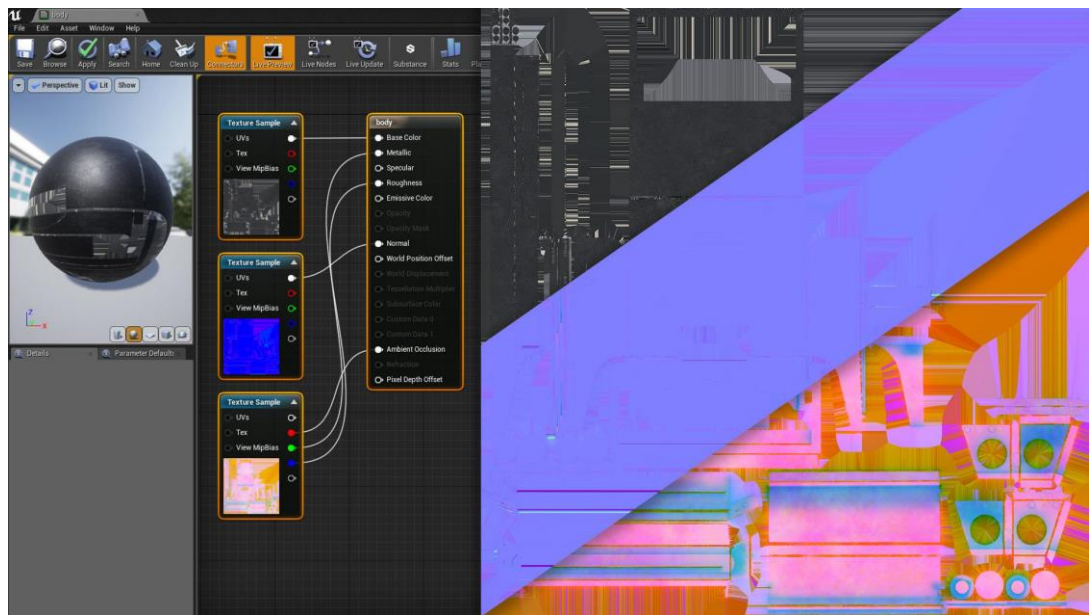 body
File Edit Asset Window Help
Save Browse Apply Search Home Clean Up Connectors Live Preview Live Nodes Live Update Substance Stats
Perspective Lit Show
Texture Sample
UVs
Tex
View MipBias
Texture Sample
UVs
Tex
View MipBias
Texture Sample
UVs
Tex
View MipBias
body
Base Color
Metallic
Specular
Roughness
Emissive Color
Opacity
Opacity Mask
Normal
World Position Offset
World Displacement
Tessellation Multiplier
Subsurface Color
Custom Data 0
Custom Data 1
Ambient Occlusion
Refraction
Pixel Depth Offset
Z
X
Details Parameter Defaults